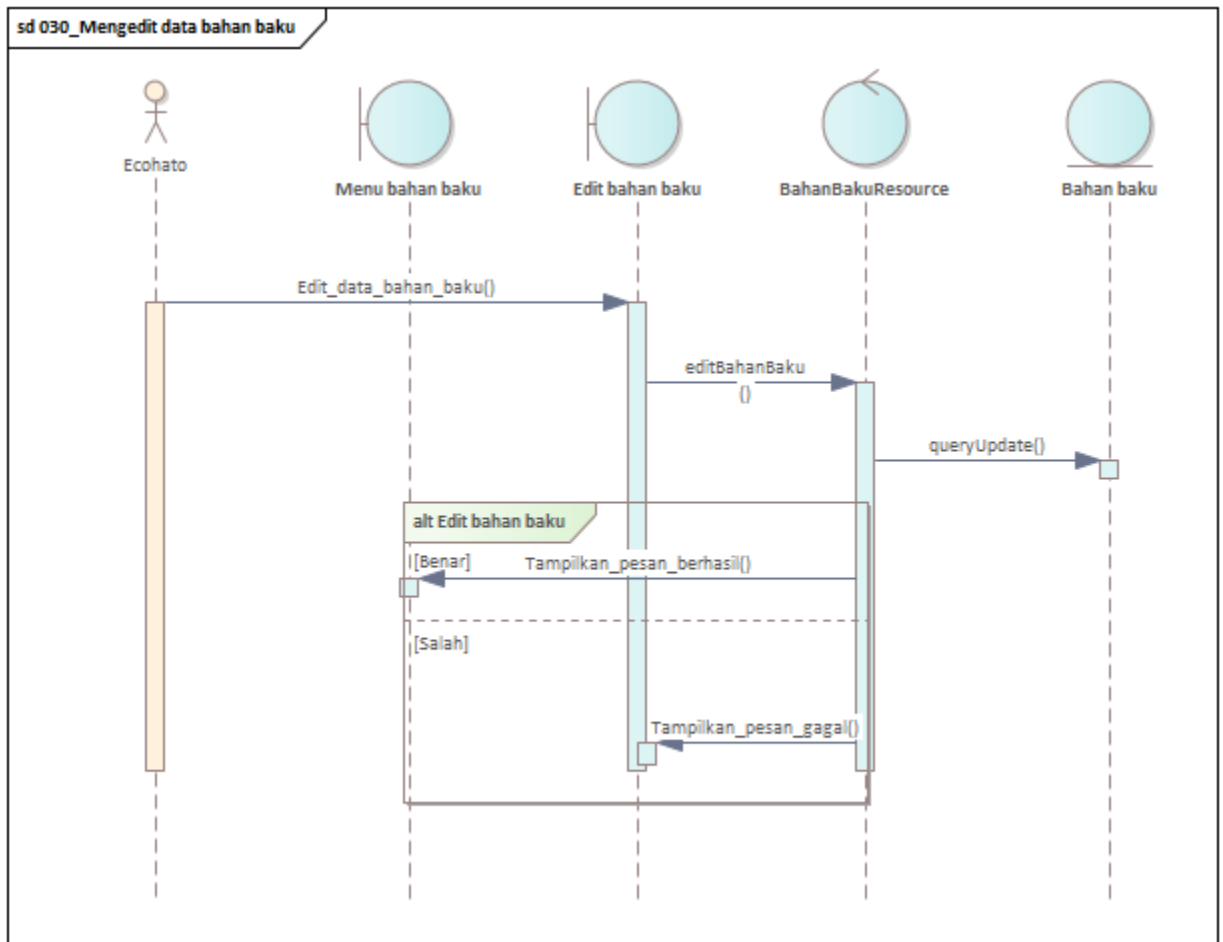 sd 030_Mengedit data bahan baku
Ecohato
Menu bahan baku
Edit bahan baku
BahanBakuResource
Bahan baku
Edit_data_bahan_baku()
editBahanBaku
()
queryUpdate()
alt Edit bahan baku
[Benar]
Tampilkan_pesan_berhasil()
[Salah]
Tampilkan_pesan_gagal()